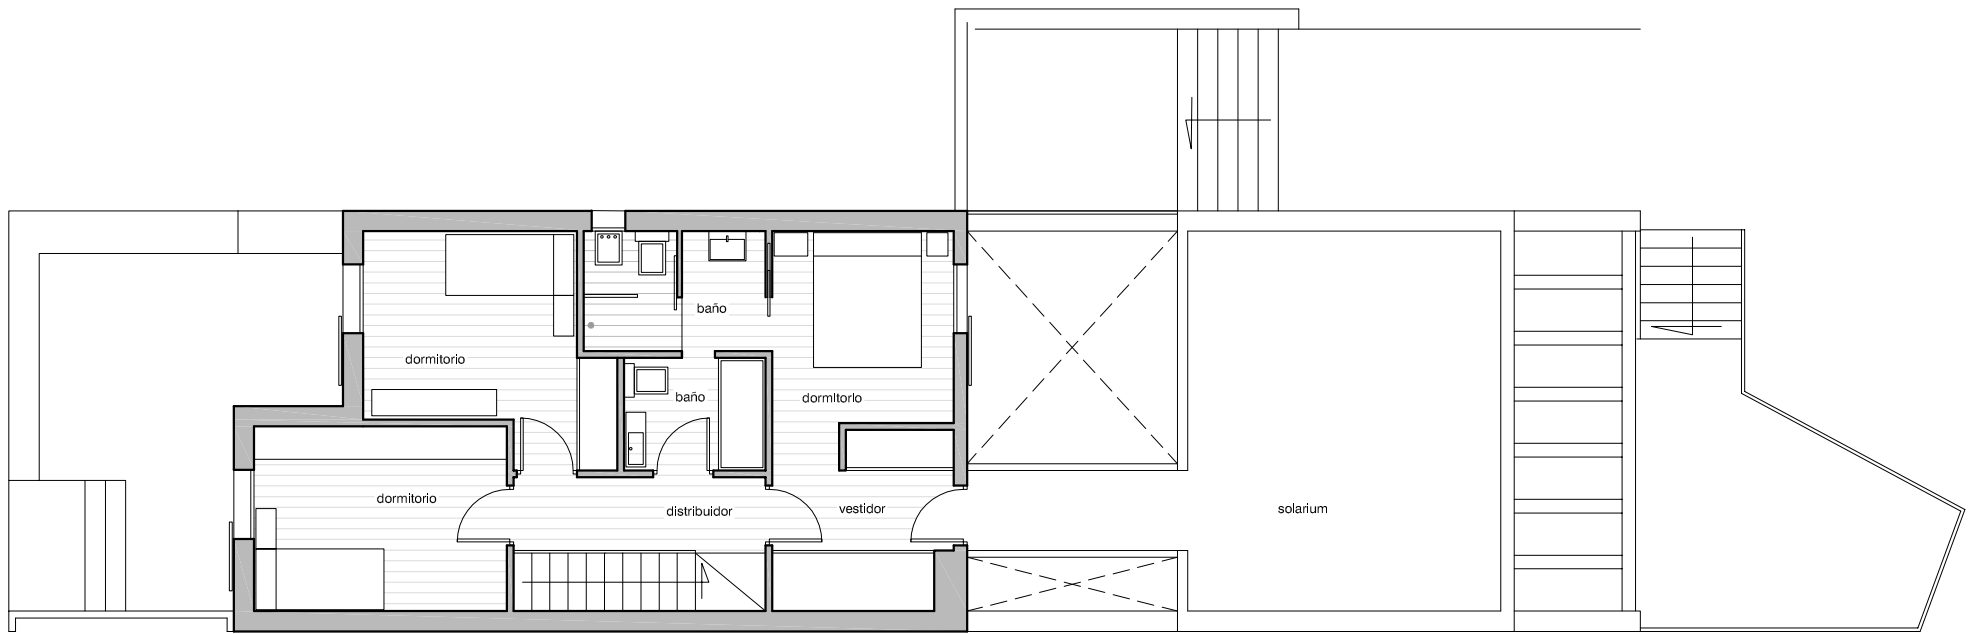 baño
dormitorio
baño
dormitorio
dormitorio
distribuidor
vestidor
solarium